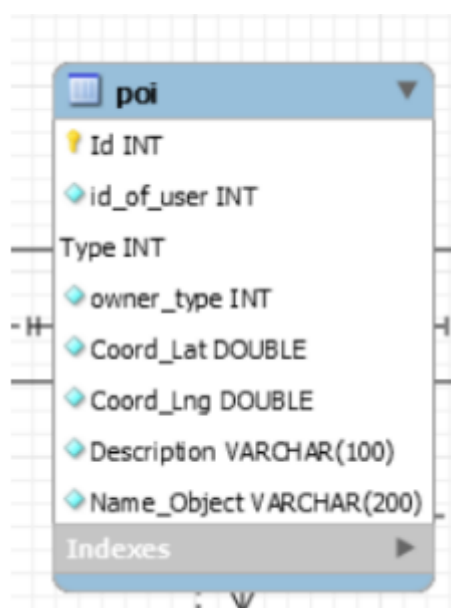 poi
Id INT
id_of_user INT
Type INT
owner_type INT
Coord_Lat DOUBLE
Coord_Lng DOUBLE
Description VARCHAR(100)
Name_Object VARCHAR(200)
Indexes